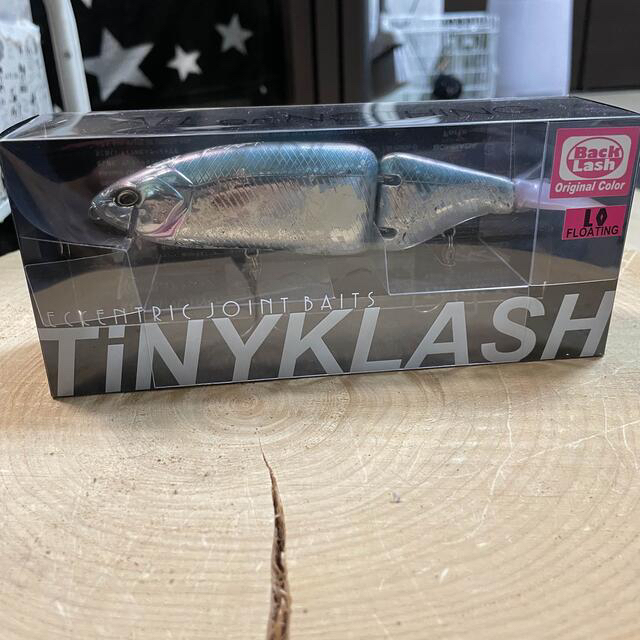 Back
Lash
Original Color
LO
FLOATING
ECKENTRIC JOINT BAITS
TiNYKLASH